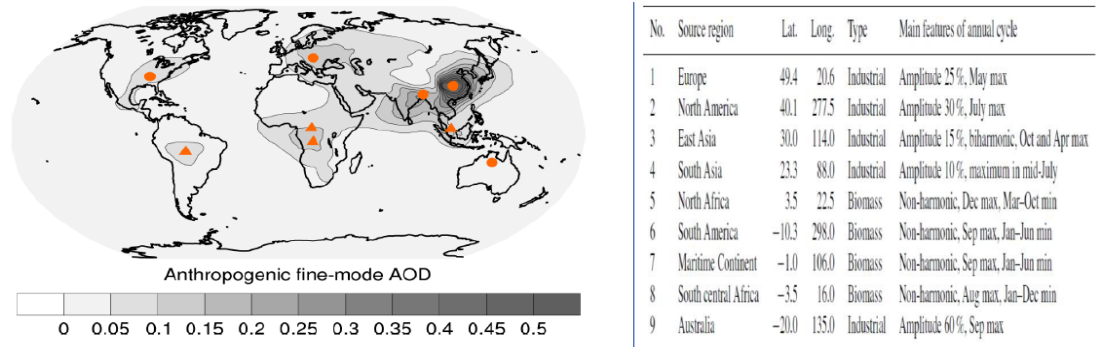 Anthropogenic fine-mode AOD
0 0.05 0.1 0.15 0.2 0.25 0.3 0.35 0.4 0.45 0.5
No. Source region Lat. Long. Type Main features of annual cycle
1 Europe 49.4 20.6 Industrial Amplitude 25 %, May max
2 North America 40.1 277.5 Industrial Amplitude 30 %, July max
3 East Asia 30.0 114.0 Industrial Amplitude 15 %, biharmonic, Oct and Apr max
4 South Asia 23.3 88.0 Industrial Amplitude 10 %, maximum in mid-July
5 North Africa 3.5 22.5 Biomass Non-harmonic, Dec max, Mar–Oct min
6 South America −10.3 298.0 Biomass Non-harmonic, Sep max, Jan–Jun min
7 Maritime Continent −1.0 106.0 Biomass Non-harmonic, Sep max, Jan–Jun min
8 South central Africa −3.5 16.0 Biomass Non-harmonic, Aug max, Jan–Dec min
9 Australia −20.0 135.0 Industrial Amplitude 60 %, Sep max